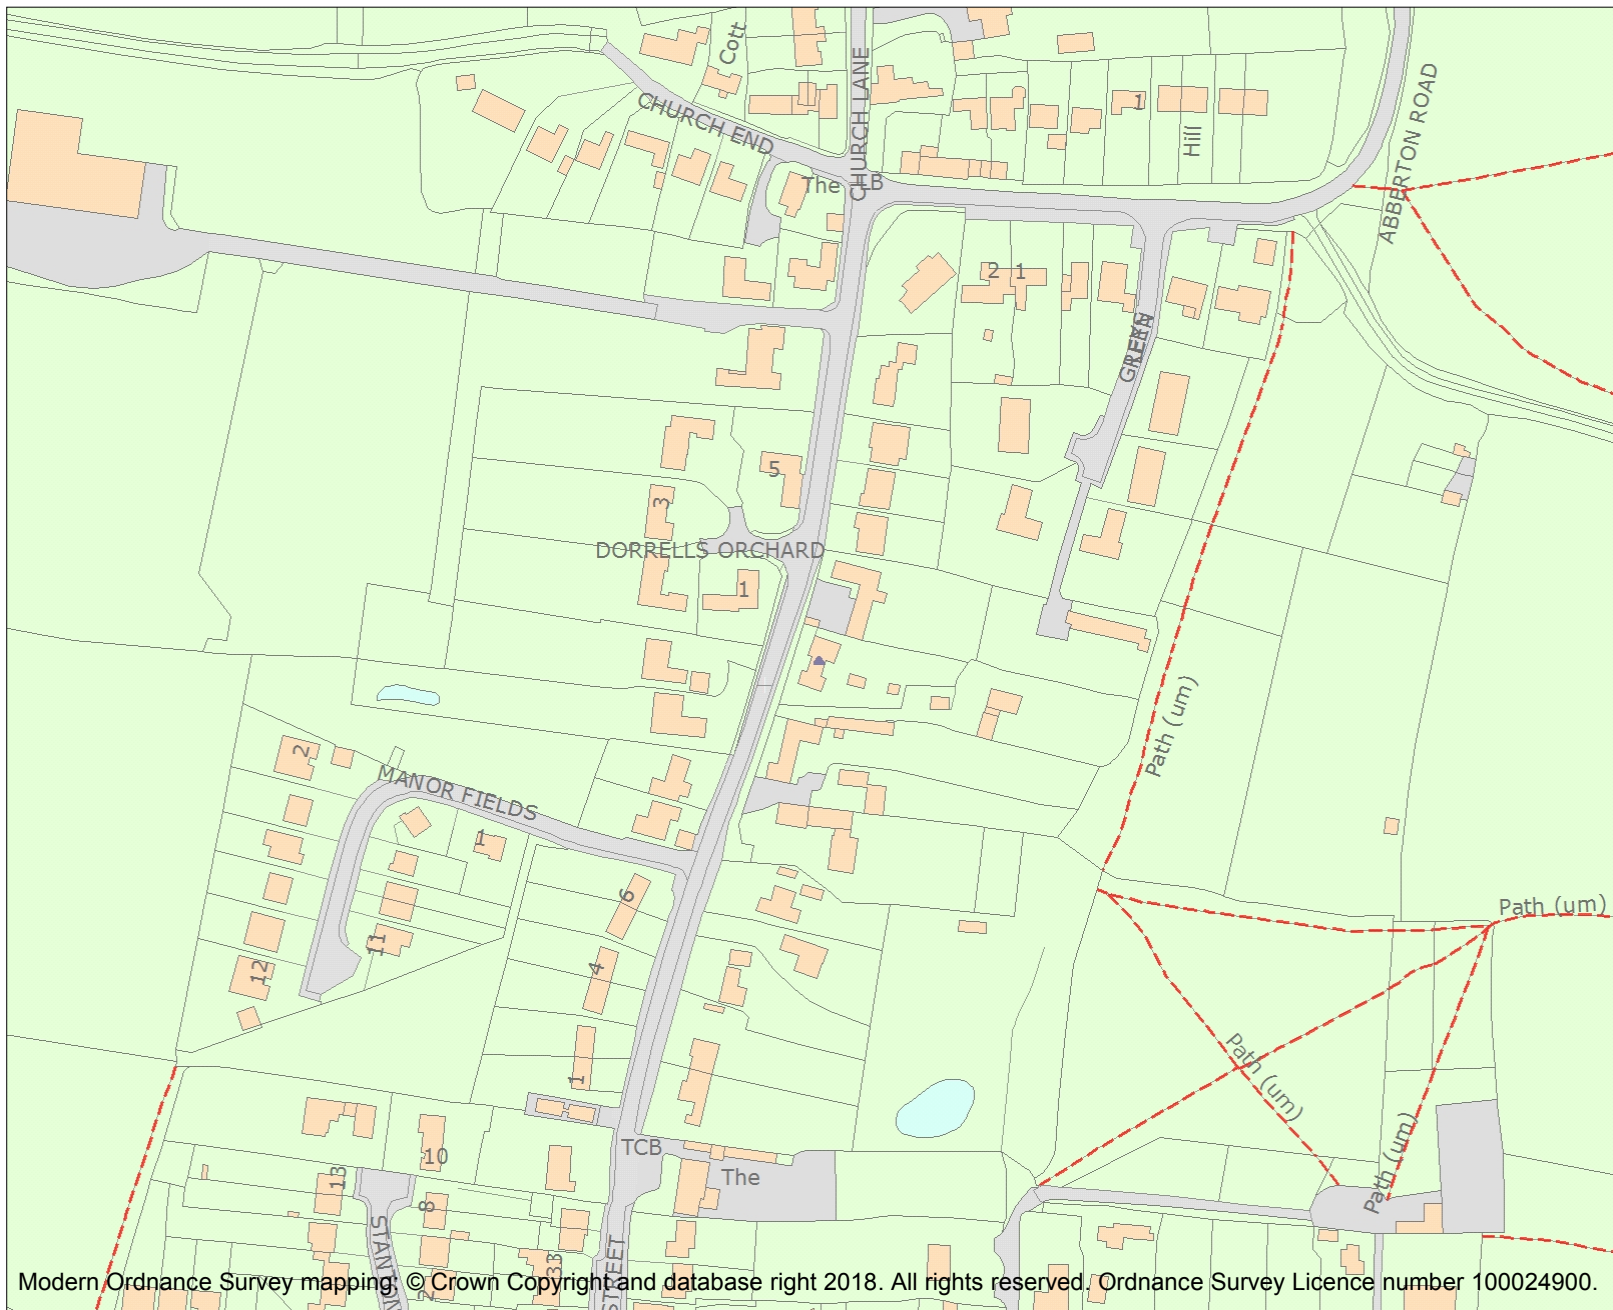 Cott
CHURCH LANE
ABBERTON ROAD
CHURCH END
1
Hill
The
LB
2
1
GREEN
5
3
DORRELLS ORCHARD
1
Path (um)
2
MANOR FIELDS
1
6
Path (um)
11
4
12
Path (um)
1
TCB
10
The
Path (um)
13
8
STANTON
STREET
33
2
Modern Ordnance Survey mapping: © Crown Copyright and database right 2018. All rights reserved. Ordnance Survey Licence number 100024900.